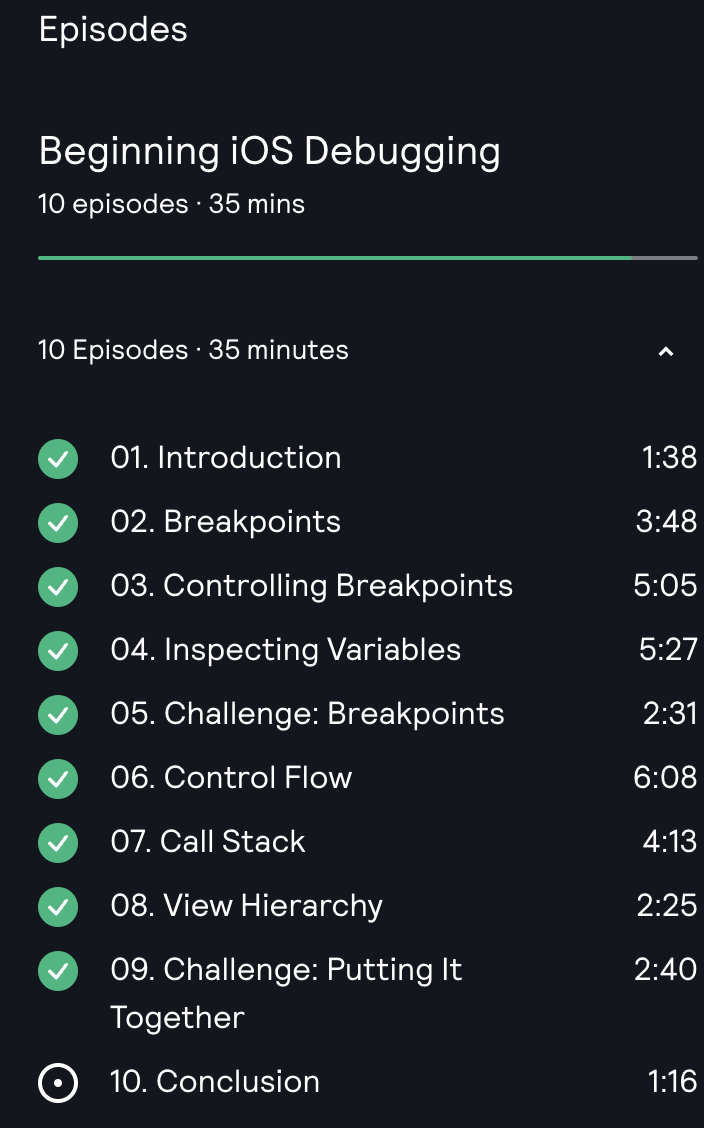 Episodes
Beginning iOS Debugging
10 episodes · 35 mins
10 Episodes · 35 minutes
01. Introduction 1:38
02. Breakpoints 3:48
03. Controlling Breakpoints 5:05
04. Inspecting Variables 5:27
05. Challenge: Breakpoints 2:31
06. Control Flow 6:08
07. Call Stack 4:13
08. View Hierarchy 2:25
09. Challenge: Putting It 2:40
Together
10. Conclusion 1:16